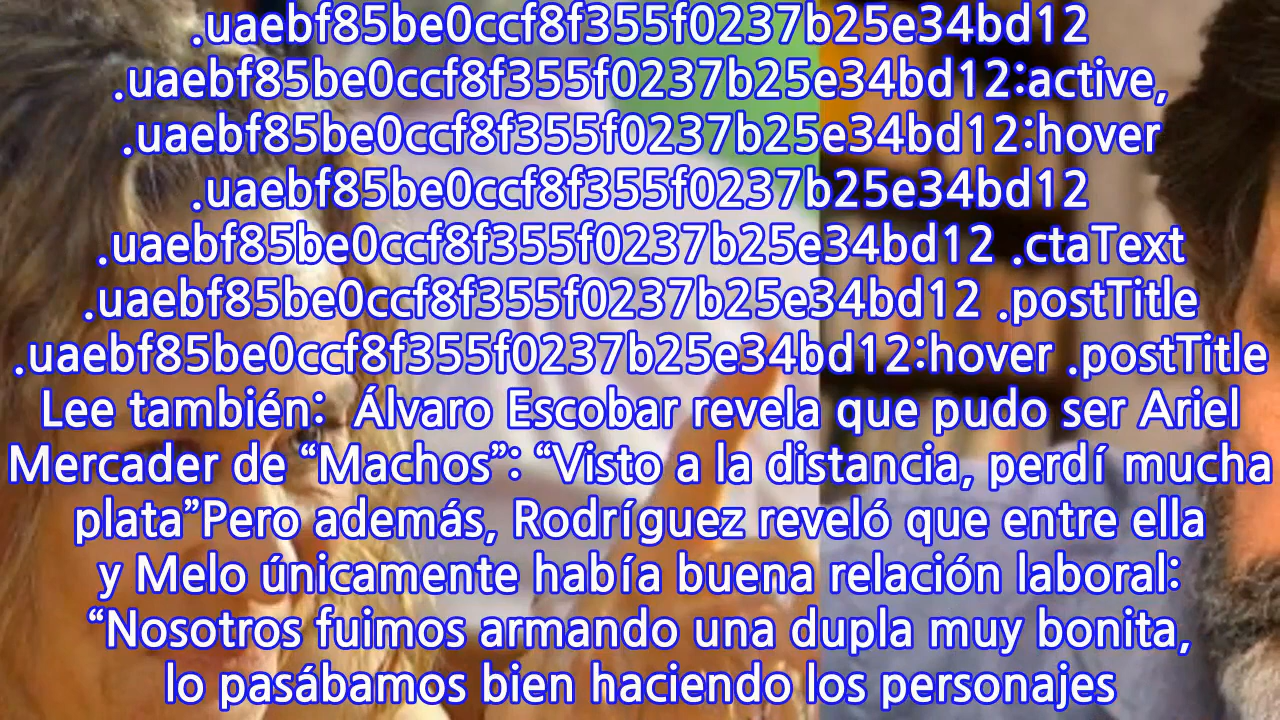 .uaebf85be0ccf8f355f0237b25e34bd12
.uaebf85be0ccf8f355f0237b25e34bd12:active,
.uaebf85be0ccf8f355f0237b25e34bd12:hover
.uaebf85be0ccf8f355f0237b25e34bd12
.uaebf85be0ccf8f355f0237b25e34bd12 .ctaText
.uaebf85be0ccf8f355f0237b25e34bd12 .postTitle
.uaebf85be0ccf8f355f0237b25e34bd12:hover .postTitle
Lee también:  Álvaro Escobar revela que pudo ser Ariel
Mercader de “Machos”: “Visto a la distancia, perdí mucha
plata”Pero además, Rodríguez reveló que entre ella
y Melo únicamente había buena relación laboral:
“Nosotros fuimos armando una dupla muy bonita,
lo pasábamos bien haciendo los personajes